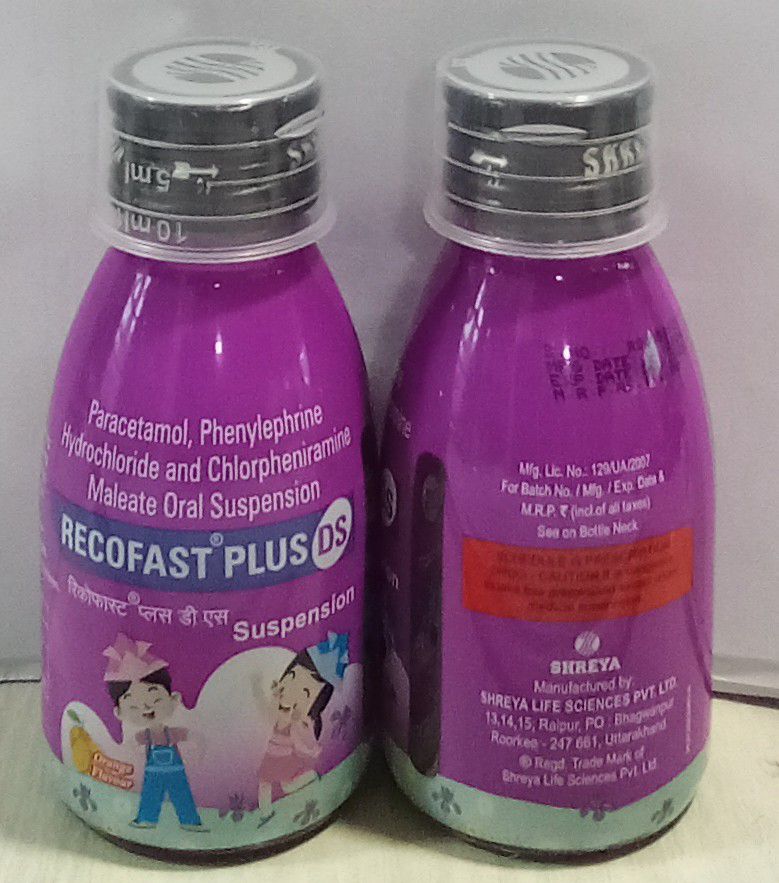 5ml
10ml
Paracetamol, Phenylephrine
Hydrochloride and Chlorpheniramine
Maleate Oral Suspension
RECOFAST® PLUS DS
रिकोफास्ट® प्लस डी एस
Suspension
Orange
Flavour
DATE
Mfg. Lic. No.: 129/UA/2007
For Batch No. / Mfg. / Exp. Date &
M.R.P. ₹ (incl.of all taxes)
See on Bottle Neck
SHREYA
Manufactured by:
SHREYA LIFE SCIENCES PVT. LTD.
13,14,15, Raipur, PO : Bhagwanpur
Roorkee - 247 661, Uttarakhand
® Regd. Trade Mark of
Shreya Life Sciences Pvt. Ltd.